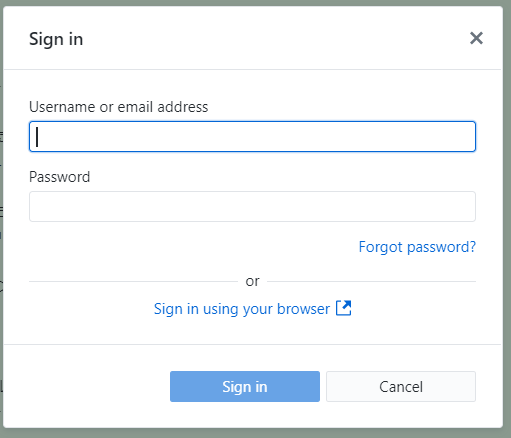 Sign in
Username or email address
Password
Forgot password?
or
Sign in using your browser
Sign in
Cancel